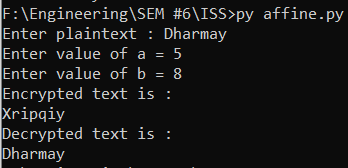 F:\Engineering\SEM #6\ISS>py affine.py
Enter plaintext : Dharmay
Enter value of a = 5
Enter value of b = 8
Encrypted text is :
Xripqiy
Decrypted text is :
Dharmay